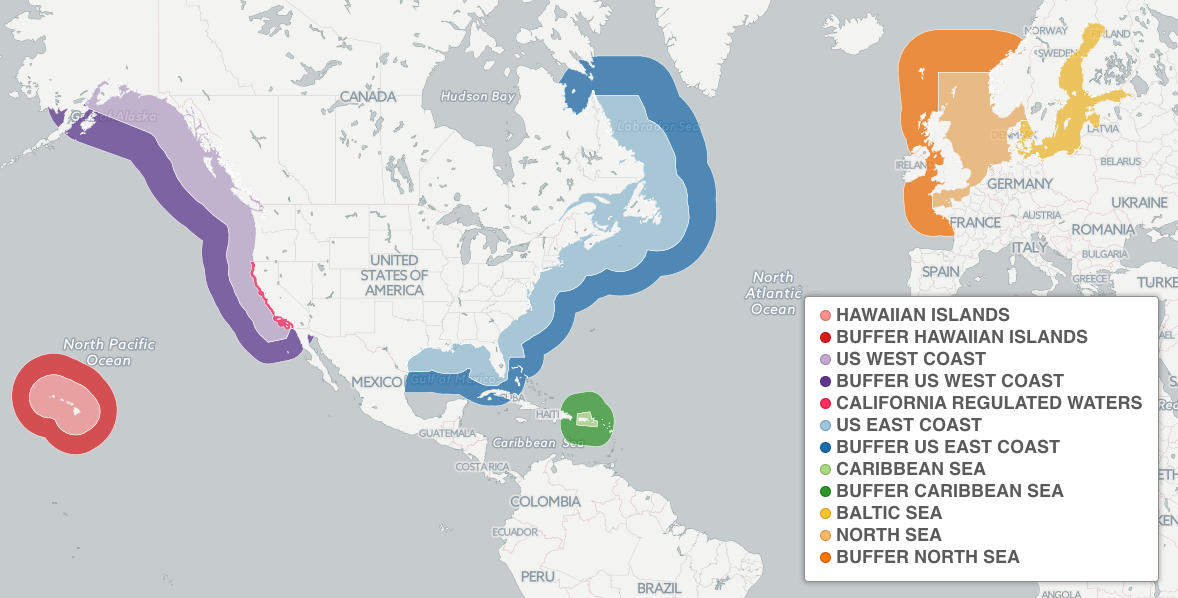 NORWAY
FINLAND
SWEDEN
CANADA
Hudson Bay
Gulf of Alaska
Labrador Sea
DENMARK
LATVIA
IRELAN
BELARUS
GERMANY
UKRAINE
FRANCE
AUSTRIA
ROMANIA
ITALY
BULGARIA
UNITED
STATES OF
AMERICA
SPAIN
GREECE
TURKE
North
Atlantic
Ocean
North Pacific
Ocean
MEXICO
Gulf of Mexico
CUBA
HAITI
GUATEMALA
Caribbean Sea
COSTA RICA
COLOMBIA
ECUADOR
PERU
BRAZIL
ANGOLA
HAWAIIAN ISLANDS
BUFFER HAWAIIAN ISLANDS
US WEST COAST
BUFFER US WEST COAST
CALIFORNIA REGULATED WATERS
US EAST COAST
BUFFER US EAST COAST
CARIBBEAN SEA
BUFFER CARIBBEAN SEA
BALTIC SEA
NORTH SEA
BUFFER NORTH SEA